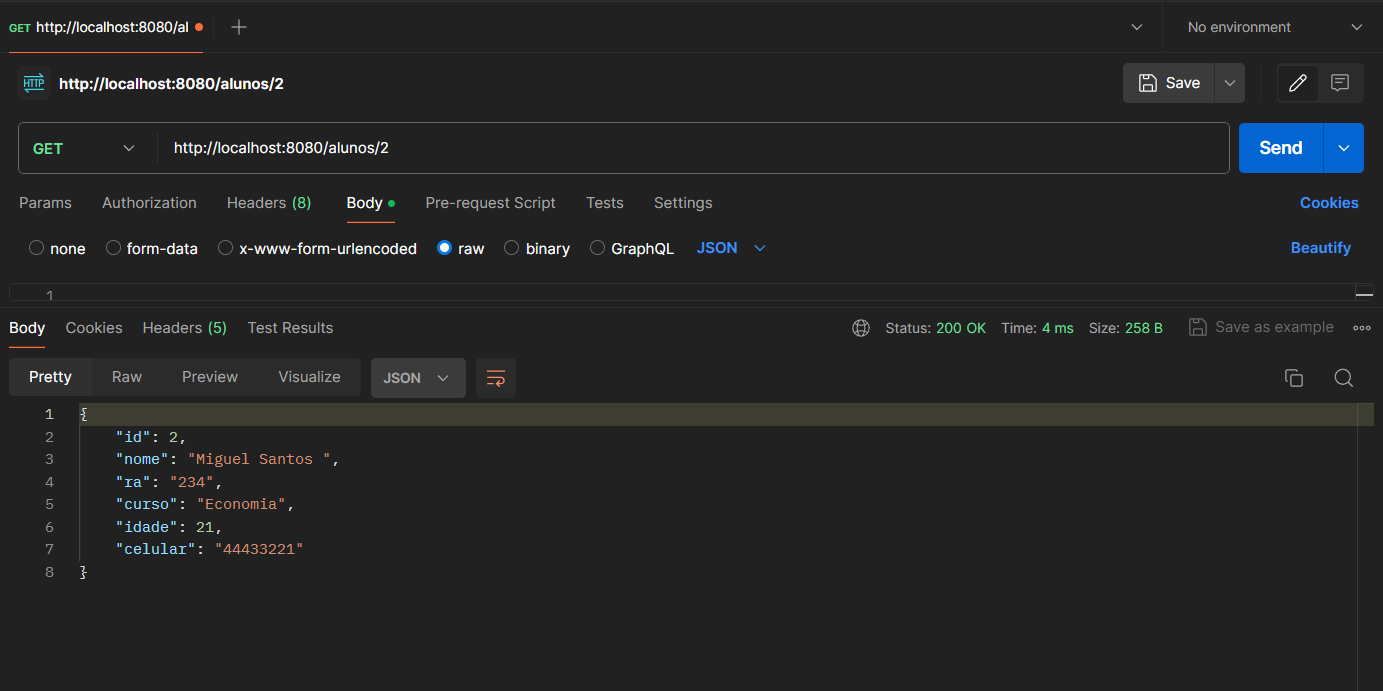 GET http://localhost:8080/al No environment
HTTP http://localhost:8080/alunos/2 Save
GET http://localhost:8080/alunos/2 Send
Params Authorization Headers (8) Body Pre-request Script Tests Settings Cookies
none form-data x-www-form-urlencoded raw binary GraphQL JSON Beautify
1
Body Cookies Headers (5) Test Results Status: 200 OK Time: 4 ms Size: 258 B Save as example
Pretty Raw Preview Visualize JSON
1 {
2 "id": 2,
3 "nome": "Miguel Santos ",
4 "ra": "234",
5 "curso": "Economia",
6 "idade": 21,
7 "celular": "44433221"
8 }